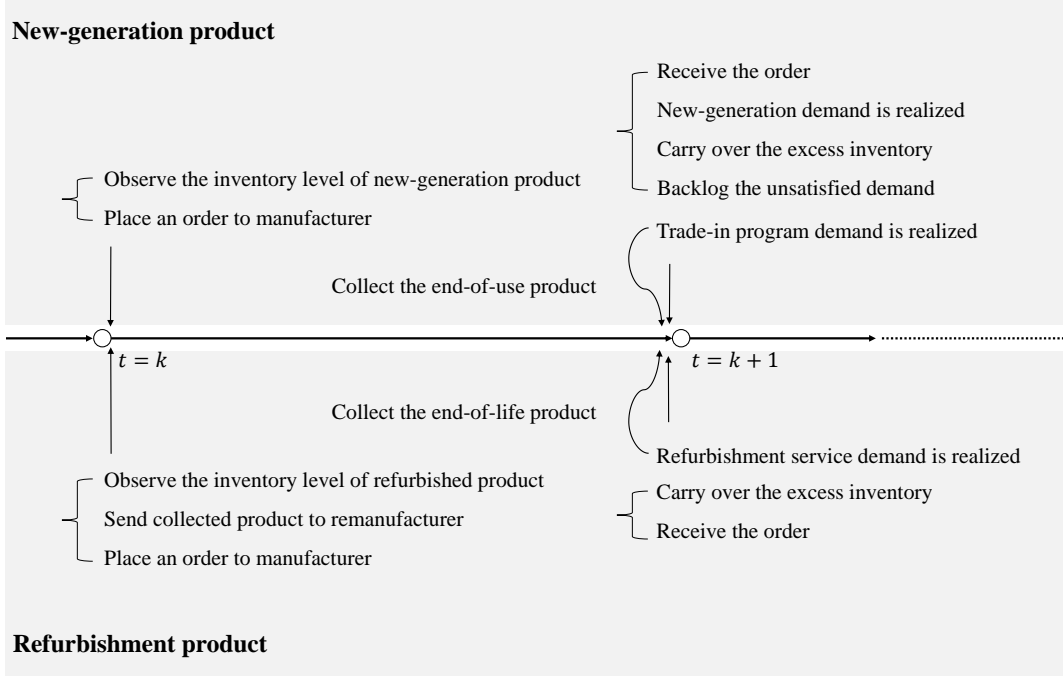 New-generation product
Receive the order
New-generation demand is realized
Carry over the excess inventory
Backlog the unsatisfied demand
Observe the inventory level of new-generation product
Place an order to manufacturer
Trade-in program demand is realized
Collect the end-of-use product
t = k
t = k + 1
Collect the end-of-life product
Refurbishment service demand is realized
Observe the inventory level of refurbished product
Send collected product to remanufacturer
Place an order to manufacturer
Carry over the excess inventory
Receive the order
Refurbishment product